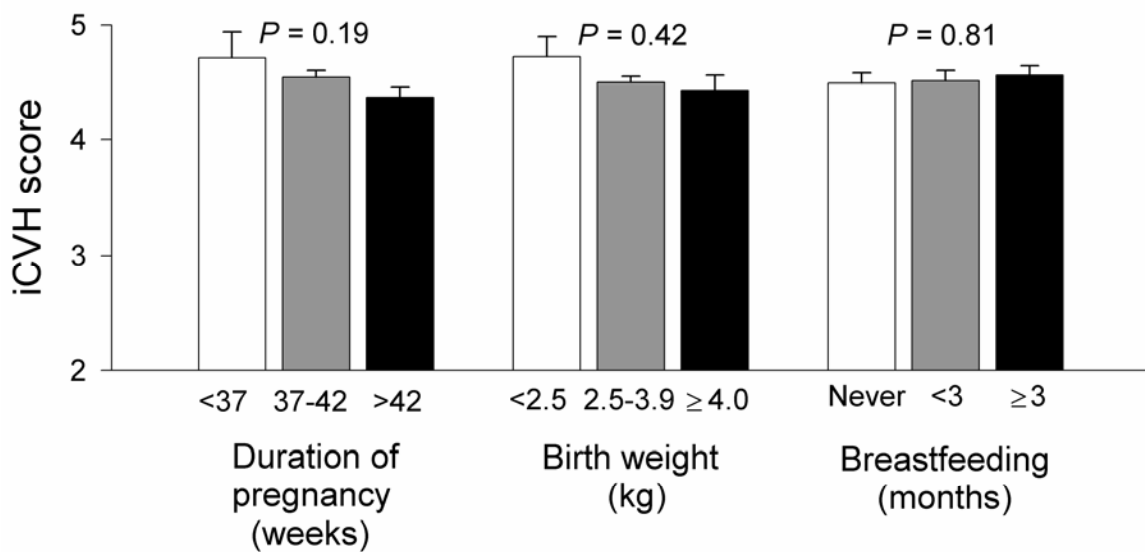 5
4
3
2
iCVH score
P = 0.19
P = 0.42
P = 0.81
<37 37-42 >42
<2.5 2.5-3.9 ≥4.0
Never <3 ≥3
Duration of
pregnancy
(weeks)
Birth weight
(kg)
Breastfeeding
(months)